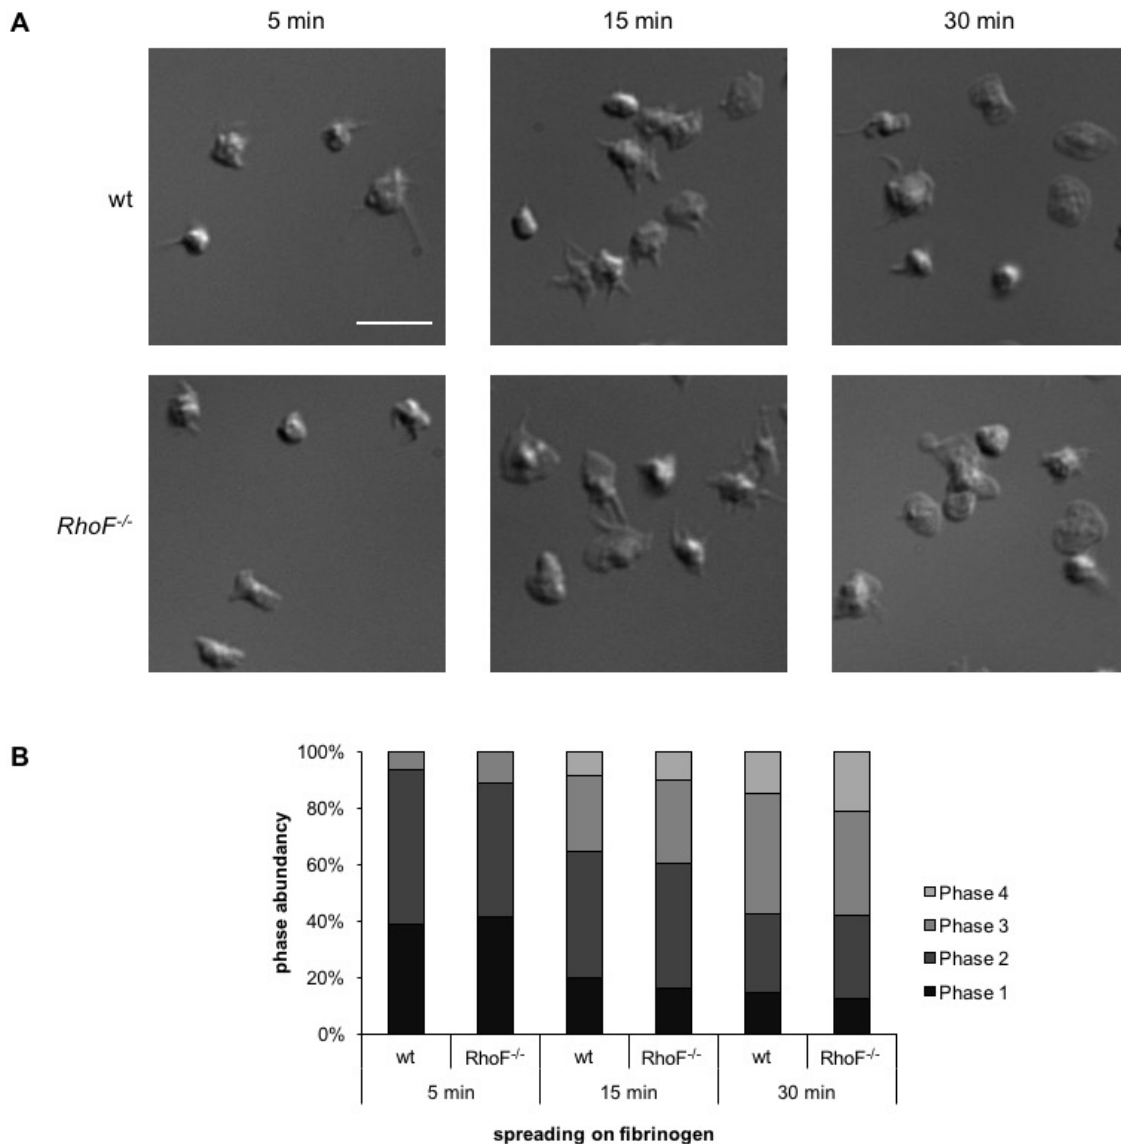 A
5 min 15 min 30 min
wt
RhoF-/-
B
100%
80%
60%
40%
20%
0%
phase abundancy
Phase 4
Phase 3
Phase 2
Phase 1
wt RhoF-/- wt RhoF-/- wt RhoF-/-
5 min 15 min 30 min
spreading on fibrinogen